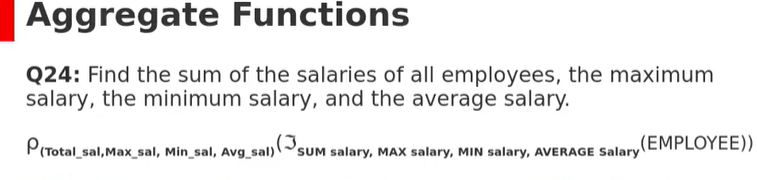 Aggregate Functions
Q24: Find the sum of the salaries of all employees, the maximum
salary, the minimum salary, and the average salary.
ρ(Total_sal,Max_sal, Min_sal, Avg_sal)(ℑSUM salary, MAX salary, MIN salary, AVERAGE Salary(EMPLOYEE))